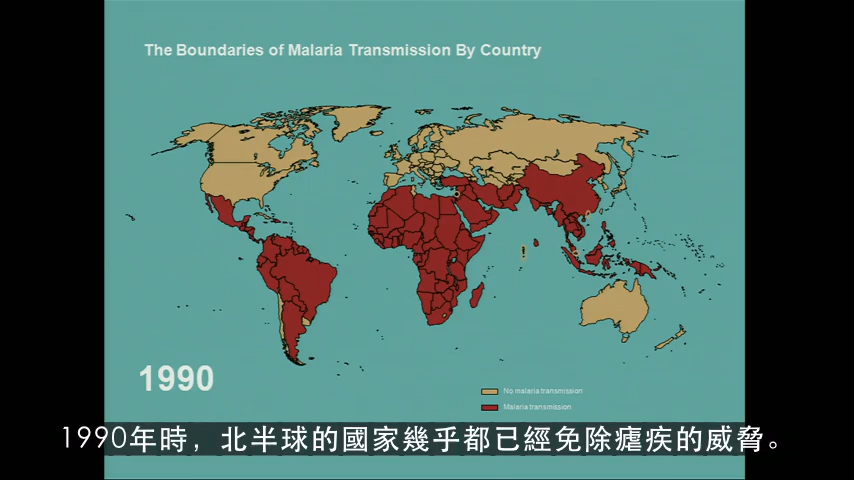 The Boundaries of Malaria Transmission By Country
1990
No malaria transmission
Malaria transmission
1990年時，北半球的國家幾乎都已經免除瘧疾的威脅。